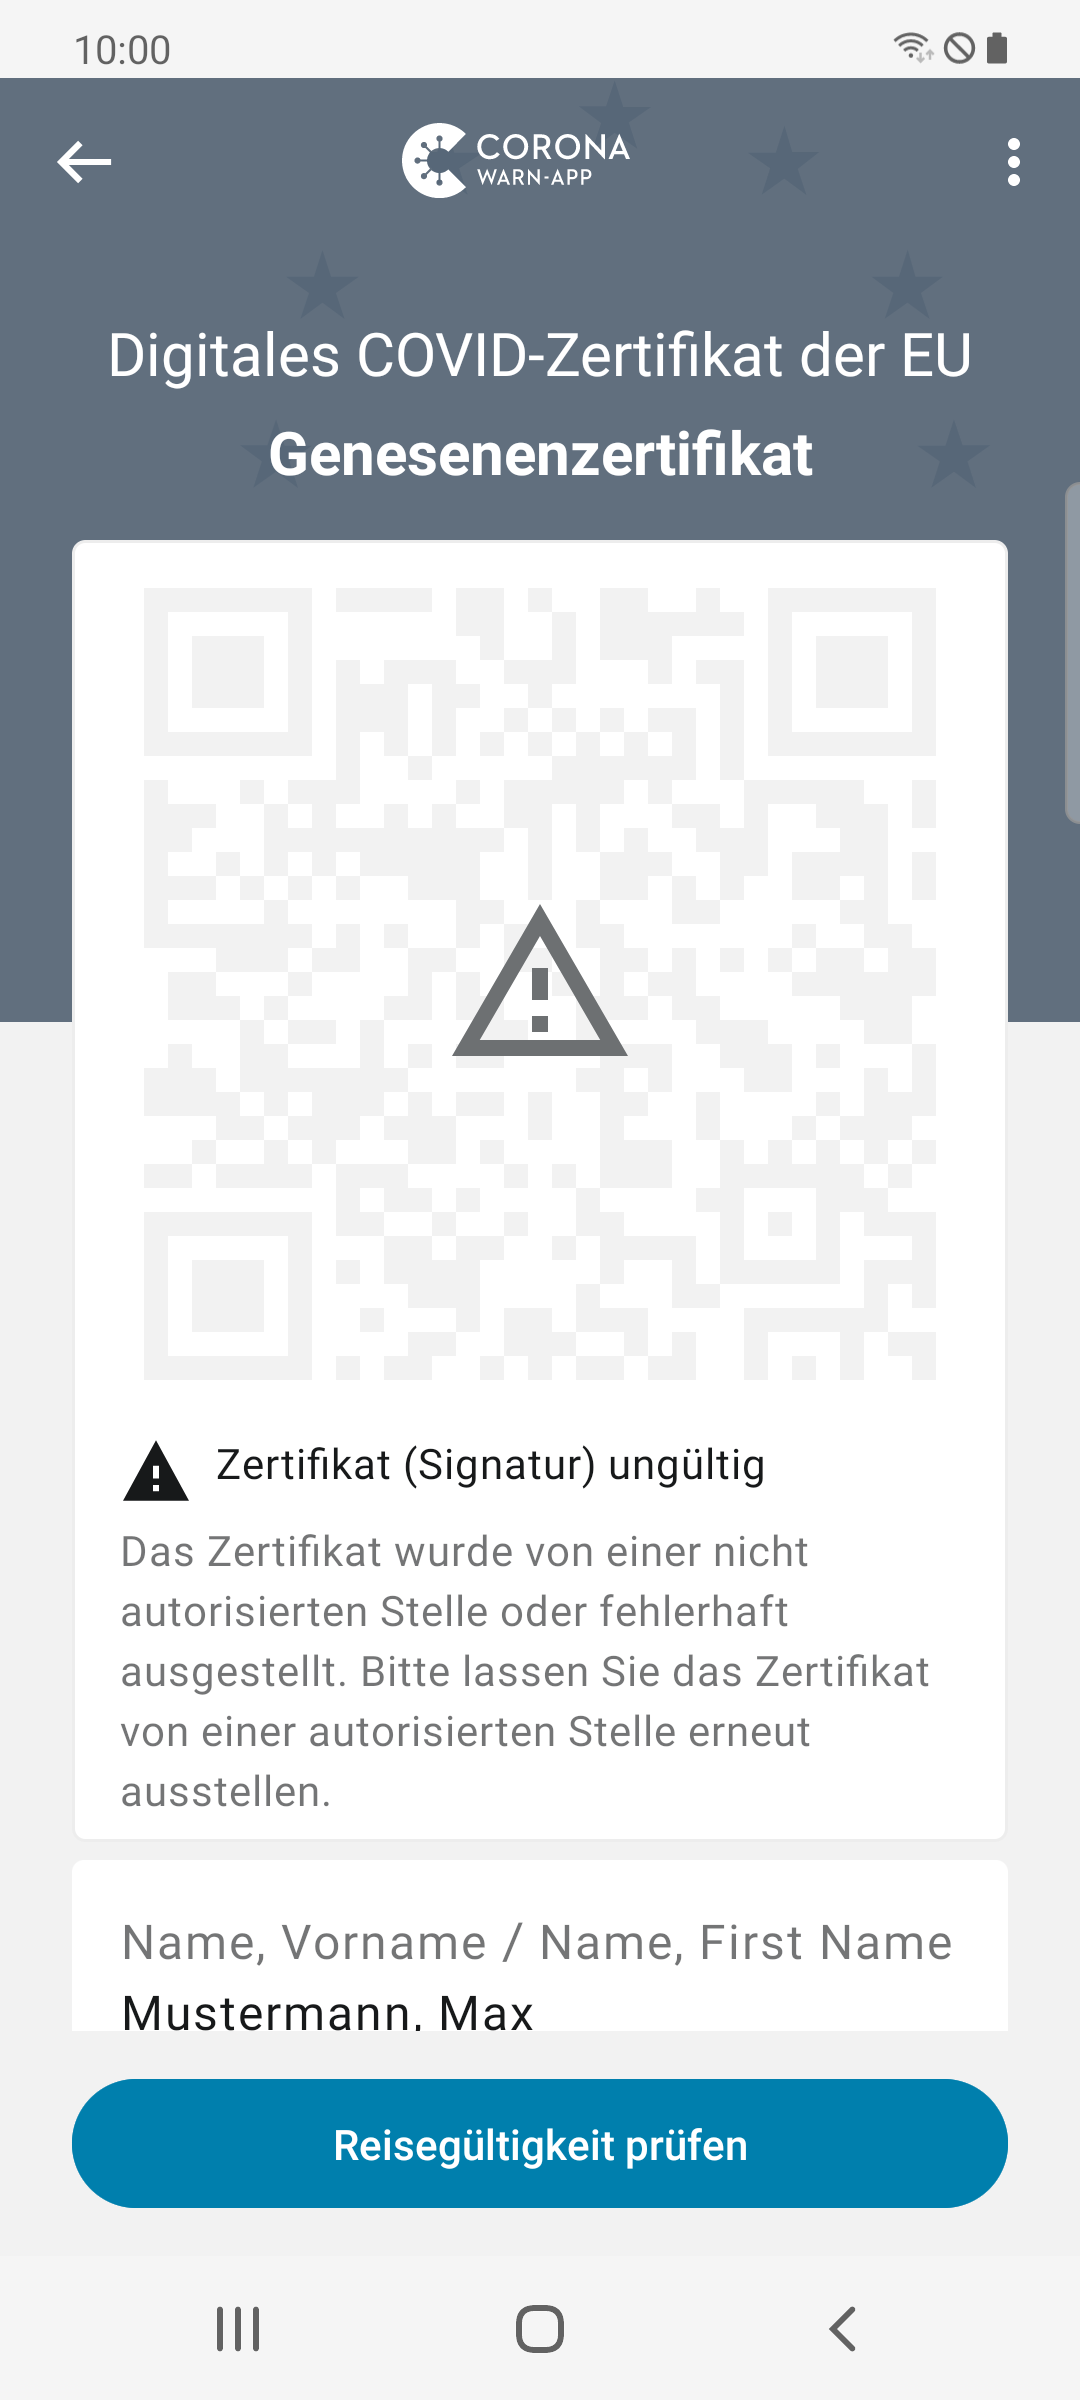 10:00
CORONA
WARN-APP
Digitales COVID-Zertifikat der EU
Genesenenzertifikat
Zertifikat (Signatur) ungültig
Das Zertifikat wurde von einer nicht
autorisierten Stelle oder fehlerhaft
ausgestellt. Bitte lassen Sie das Zertifikat
von einer autorisierten Stelle erneut
ausstellen.
Name, Vorname / Name, First Name
Mustermann, Max
Reisegültigkeit prüfen